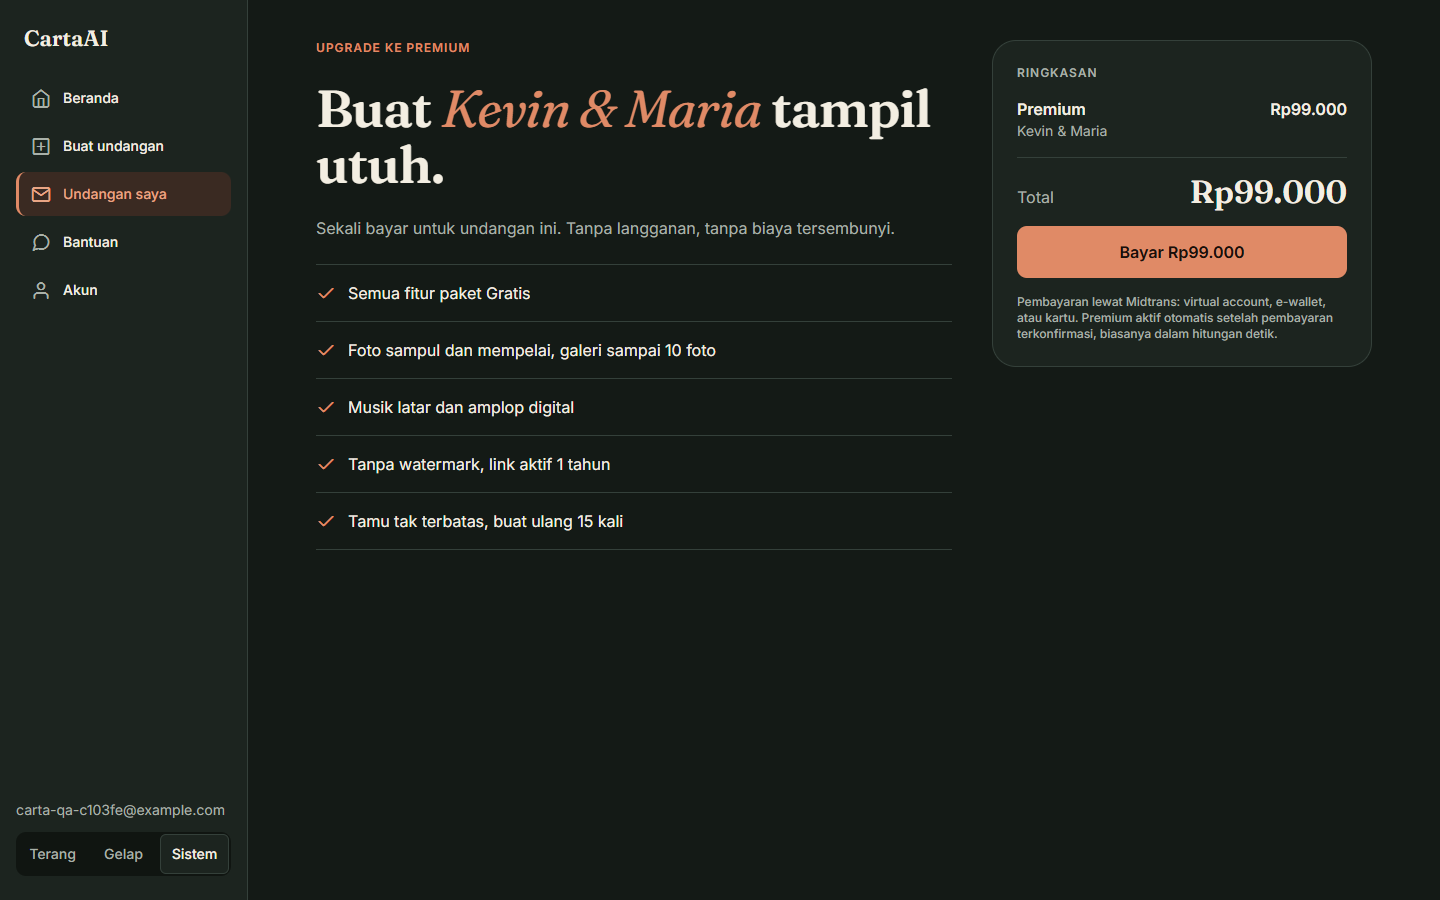 CartaAI
Beranda
Buat undangan
Undangan saya
Bantuan
Akun
carta-qa-c103fe@example.com
Terang
Gelap
Sistem
UPGRADE KE PREMIUM
Buat Kevin & Maria tampil
utuh.
Sekali bayar untuk undangan ini. Tanpa langganan, tanpa biaya tersembunyi.
Semua fitur paket Gratis
Foto sampul dan mempelai, galeri sampai 10 foto
Musik latar dan amplop digital
Tanpa watermark, link aktif 1 tahun
Tamu tak terbatas, buat ulang 15 kali
RINGKASAN
Premium Rp99.000
Kevin & Maria
Total Rp99.000
Bayar Rp99.000
Pembayaran lewat Midtrans: virtual account, e-wallet,
atau kartu. Premium aktif otomatis setelah pembayaran
terkonfirmasi, biasanya dalam hitungan detik.